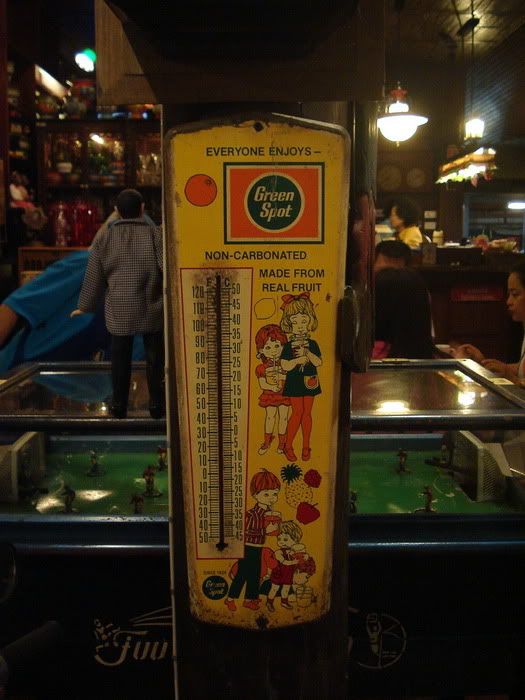 EVERYONE ENJOYS –
Green
Spot
NON-CARBONATED
MADE FROM
REAL FRUIT
F C
120 50
110 45
100 40
90 35
80 30
70 25
60 20
50 15
40 10
30 5
20 0
10 5
0 10
10 15
20 20
30 25
40 30
50 35
40
45
SINCE 1934
Green
Spot